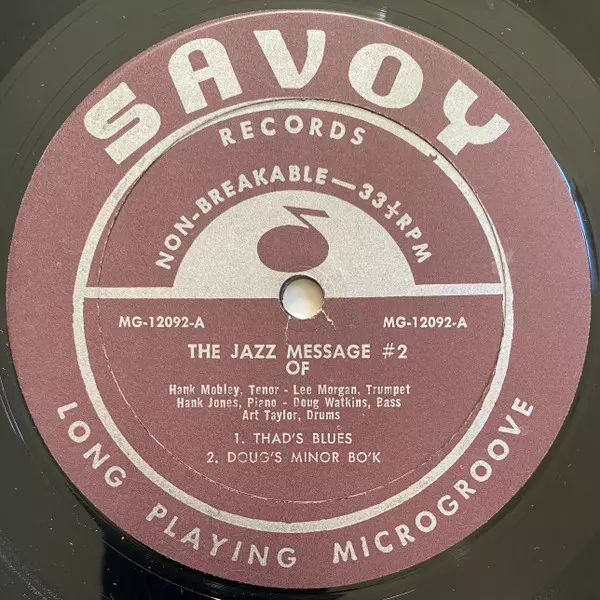 SAVOY
RECORDS
NON-BREAKABLE—33⅓RPM
MG-12092-A
MG-12092-A
THE JAZZ MESSAGE #2
OF
Hank Mobley, Tenor - Lee Morgan, Trumpet
Hank Jones, Piano - Doug Watkins, Bass
Art Taylor, Drums
1. THAD'S BLUES
2. DOUG'S MINOR BO'K
LONG PLAYING MICROGROOVE